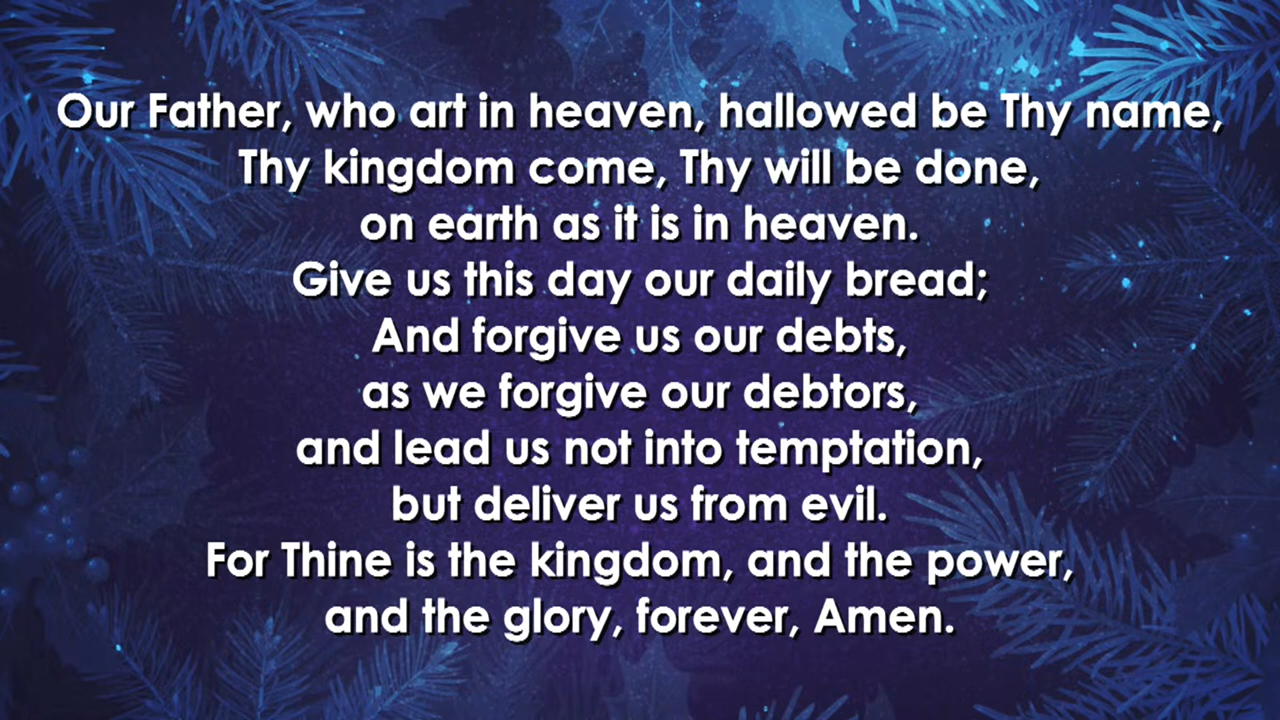 Our Father, who art in heaven, hallowed be Thy name,
Thy kingdom come, Thy will be done,
on earth as it is in heaven.
Give us this day our daily bread;
And forgive us our debts,
as we forgive our debtors,
and lead us not into temptation,
but deliver us from evil.
For Thine is the kingdom, and the power,
and the glory, forever, Amen.